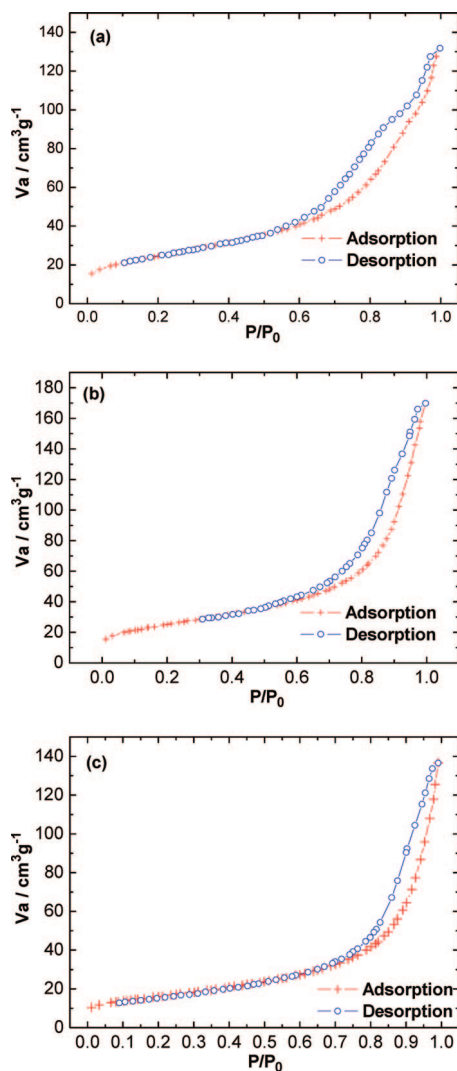 (a)
140
120
100
80
60
40
20
0
Va / cm³g⁻¹
Adsorption
Desorption
0.0 0.2 0.4 0.6 0.8 1.0
P/P₀
(b)
180
160
140
120
100
80
60
40
20
0
Va / cm³g⁻¹
Adsorption
Desorption
0.0 0.2 0.4 0.6 0.8 1.0
P/P₀
(c)
140
120
100
80
60
40
20
0
Va / cm³g⁻¹
Adsorption
Desorption
0.0 0.1 0.2 0.3 0.4 0.5 0.6 0.7 0.8 0.9 1.0
P/P₀